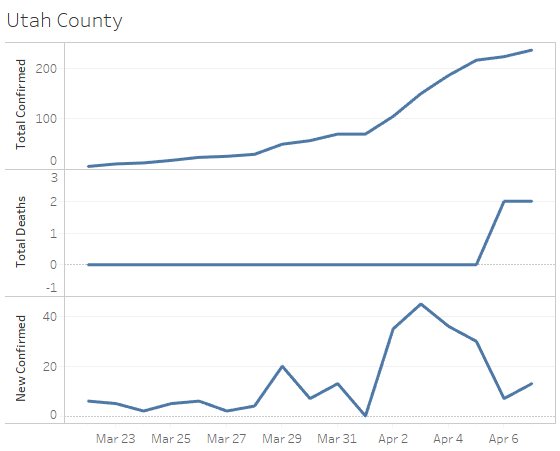 Utah County
Total Confirmed
200
100
0
Total Deaths
3
2
1
0
-1
New Confirmed
40
20
0
Mar 23 Mar 25 Mar 27 Mar 29 Mar 31 Apr 2 Apr 4 Apr 6